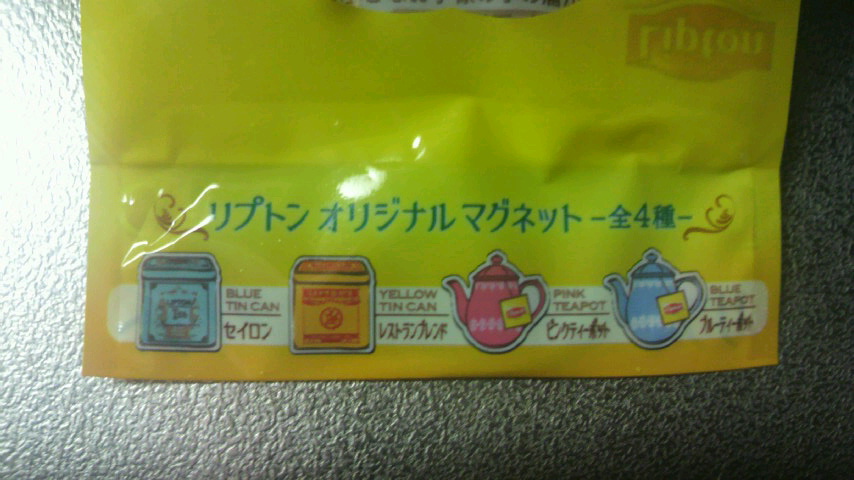 Lipton
リプトン オリジナル マグネット －全4種－
BLUE
TIN CAN
セイロン
YELLOW
TIN CAN
レストランブレンド
PINK
TEAPOT
ピンクティーポット
BLUE
TEAPOT
ブルーティーポット